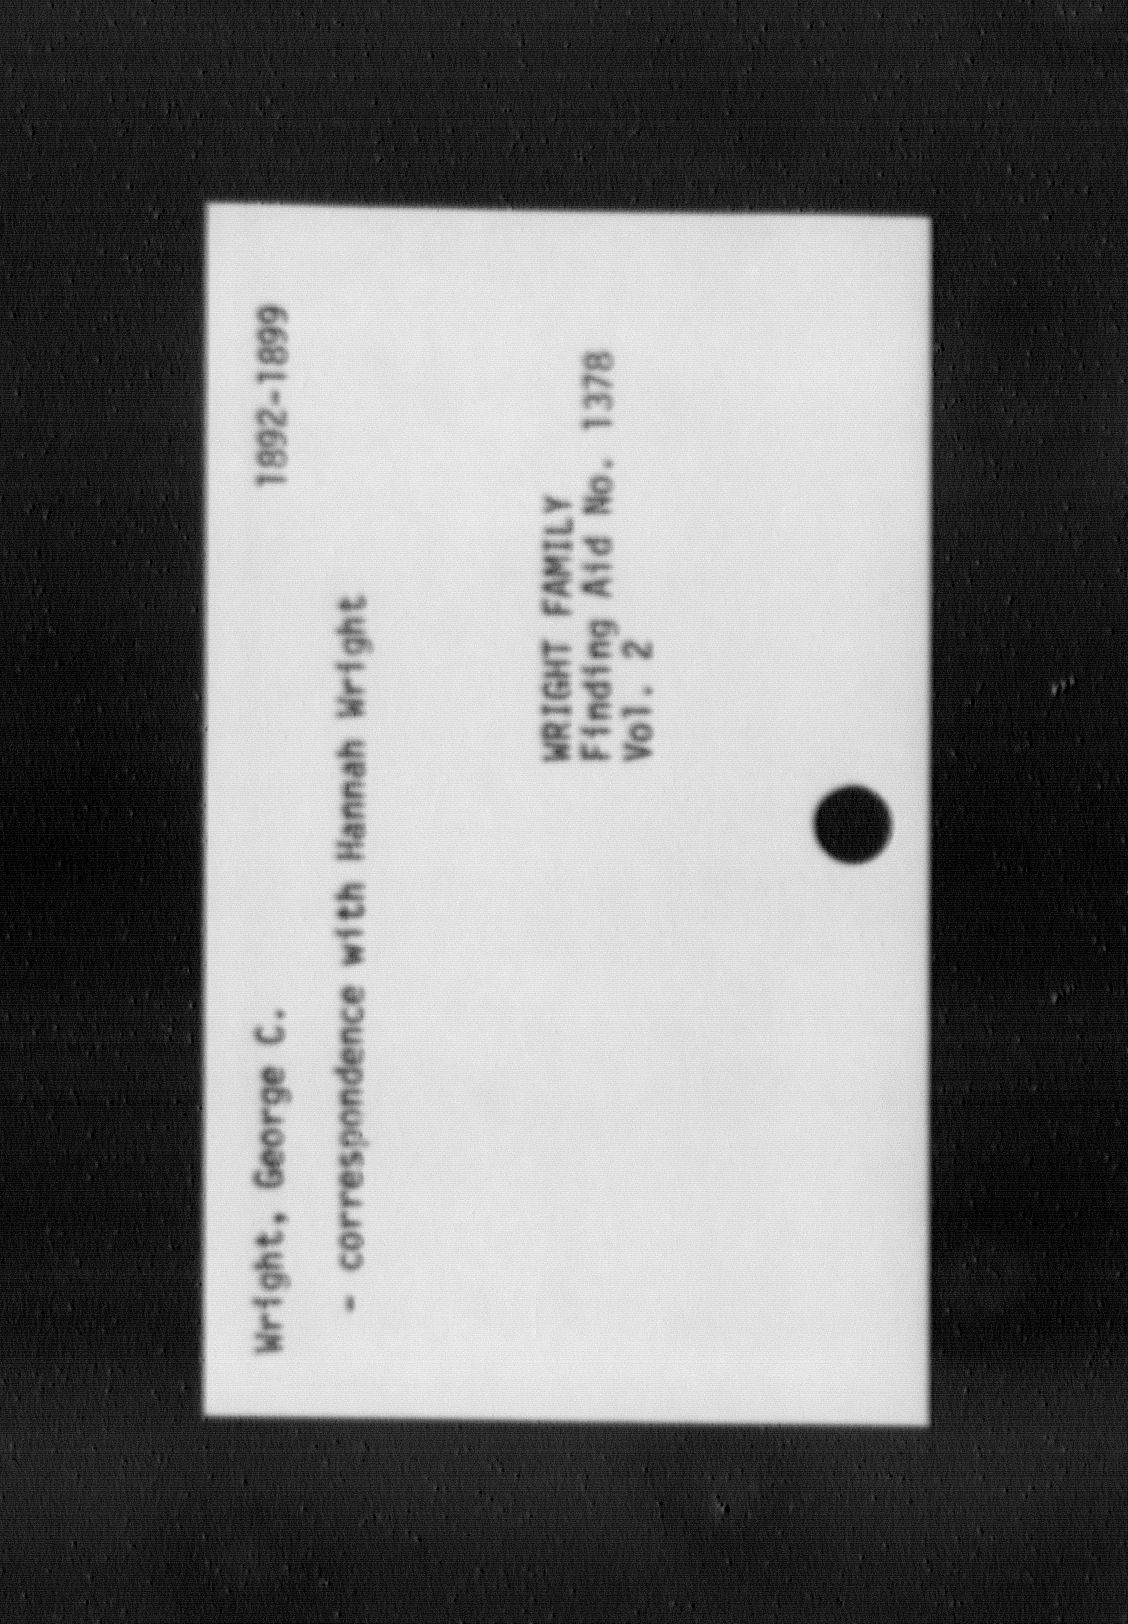 Wright, George C. 1892-1899
- correspondence with Hannah Wright
WRIGHT FAMILY
Finding Aid No. 1378
Vol. 2